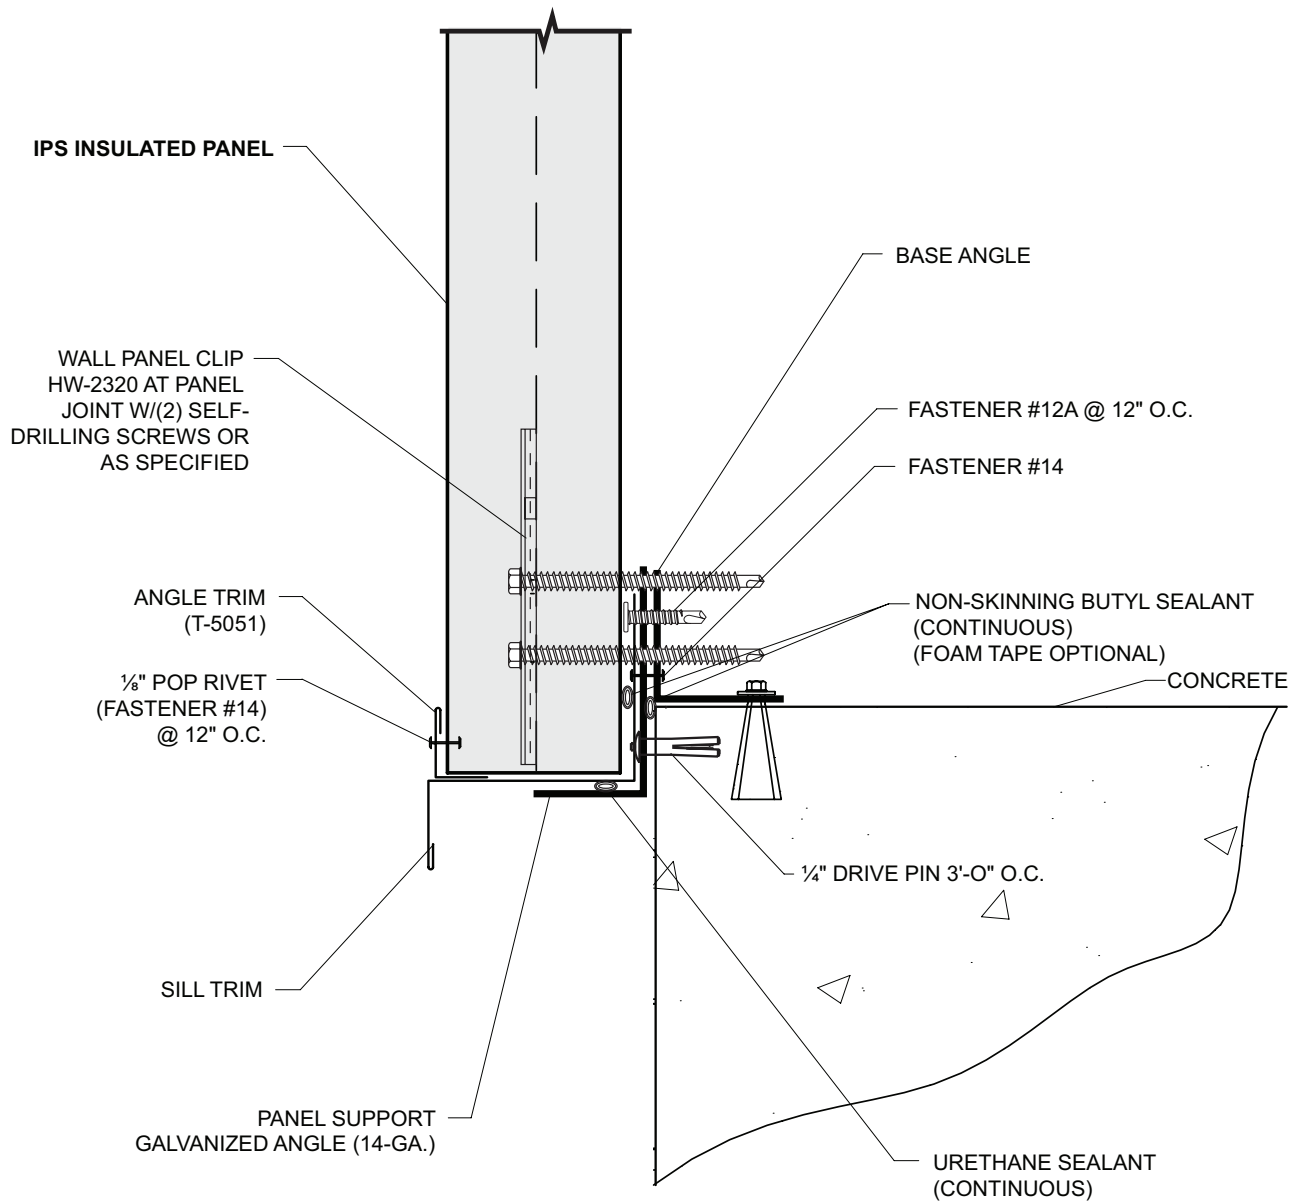 IPS INSULATED PANEL
BASE ANGLE
WALL PANEL CLIP
HW-2320 AT PANEL
JOINT W/(2) SELF-
DRILLING SCREWS OR
AS SPECIFIED
FASTENER #12A @ 12" O.C.
FASTENER #14
ANGLE TRIM
(T-5051)
NON-SKINNING BUTYL SEALANT
(CONTINUOUS)
(FOAM TAPE OPTIONAL)
⅛" POP RIVET
(FASTENER #14)
@ 12" O.C.
CONCRETE
¼" DRIVE PIN 3'-O" O.C.
SILL TRIM
PANEL SUPPORT
GALVANIZED ANGLE (14-GA.)
URETHANE SEALANT
(CONTINUOUS)